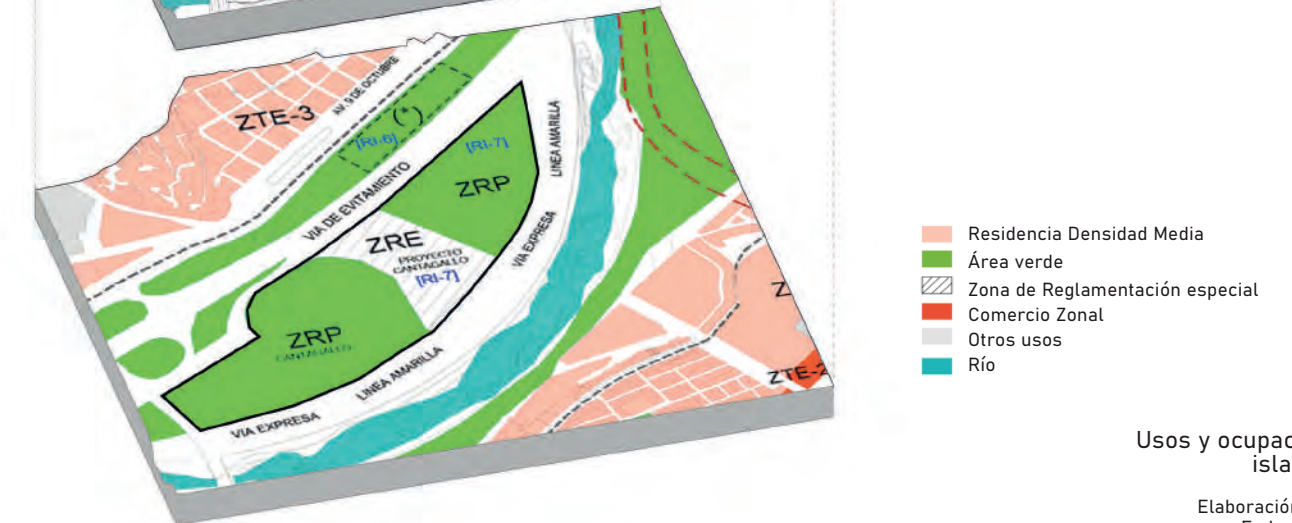 ZTE-3
AV. 9 DE OCTUBRE
(*)
[RI-6]
[RI-7]
ZRP
LINEA AMARILLA
VIA DE EVITAMIENTO
ZRE
PROYECTO
CANTAGALLO
[RI-7]
VIA EXPRESA
ZRP
CANTAGALLO
LINEA AMARILLA
VIA EXPRESA
Z
ZTE-2
Residencia Densidad Media
Área verde
Zona de Reglamentación especial
Comercio Zonal
Otros usos
Río
Usos y ocupac
isla
Elaboración